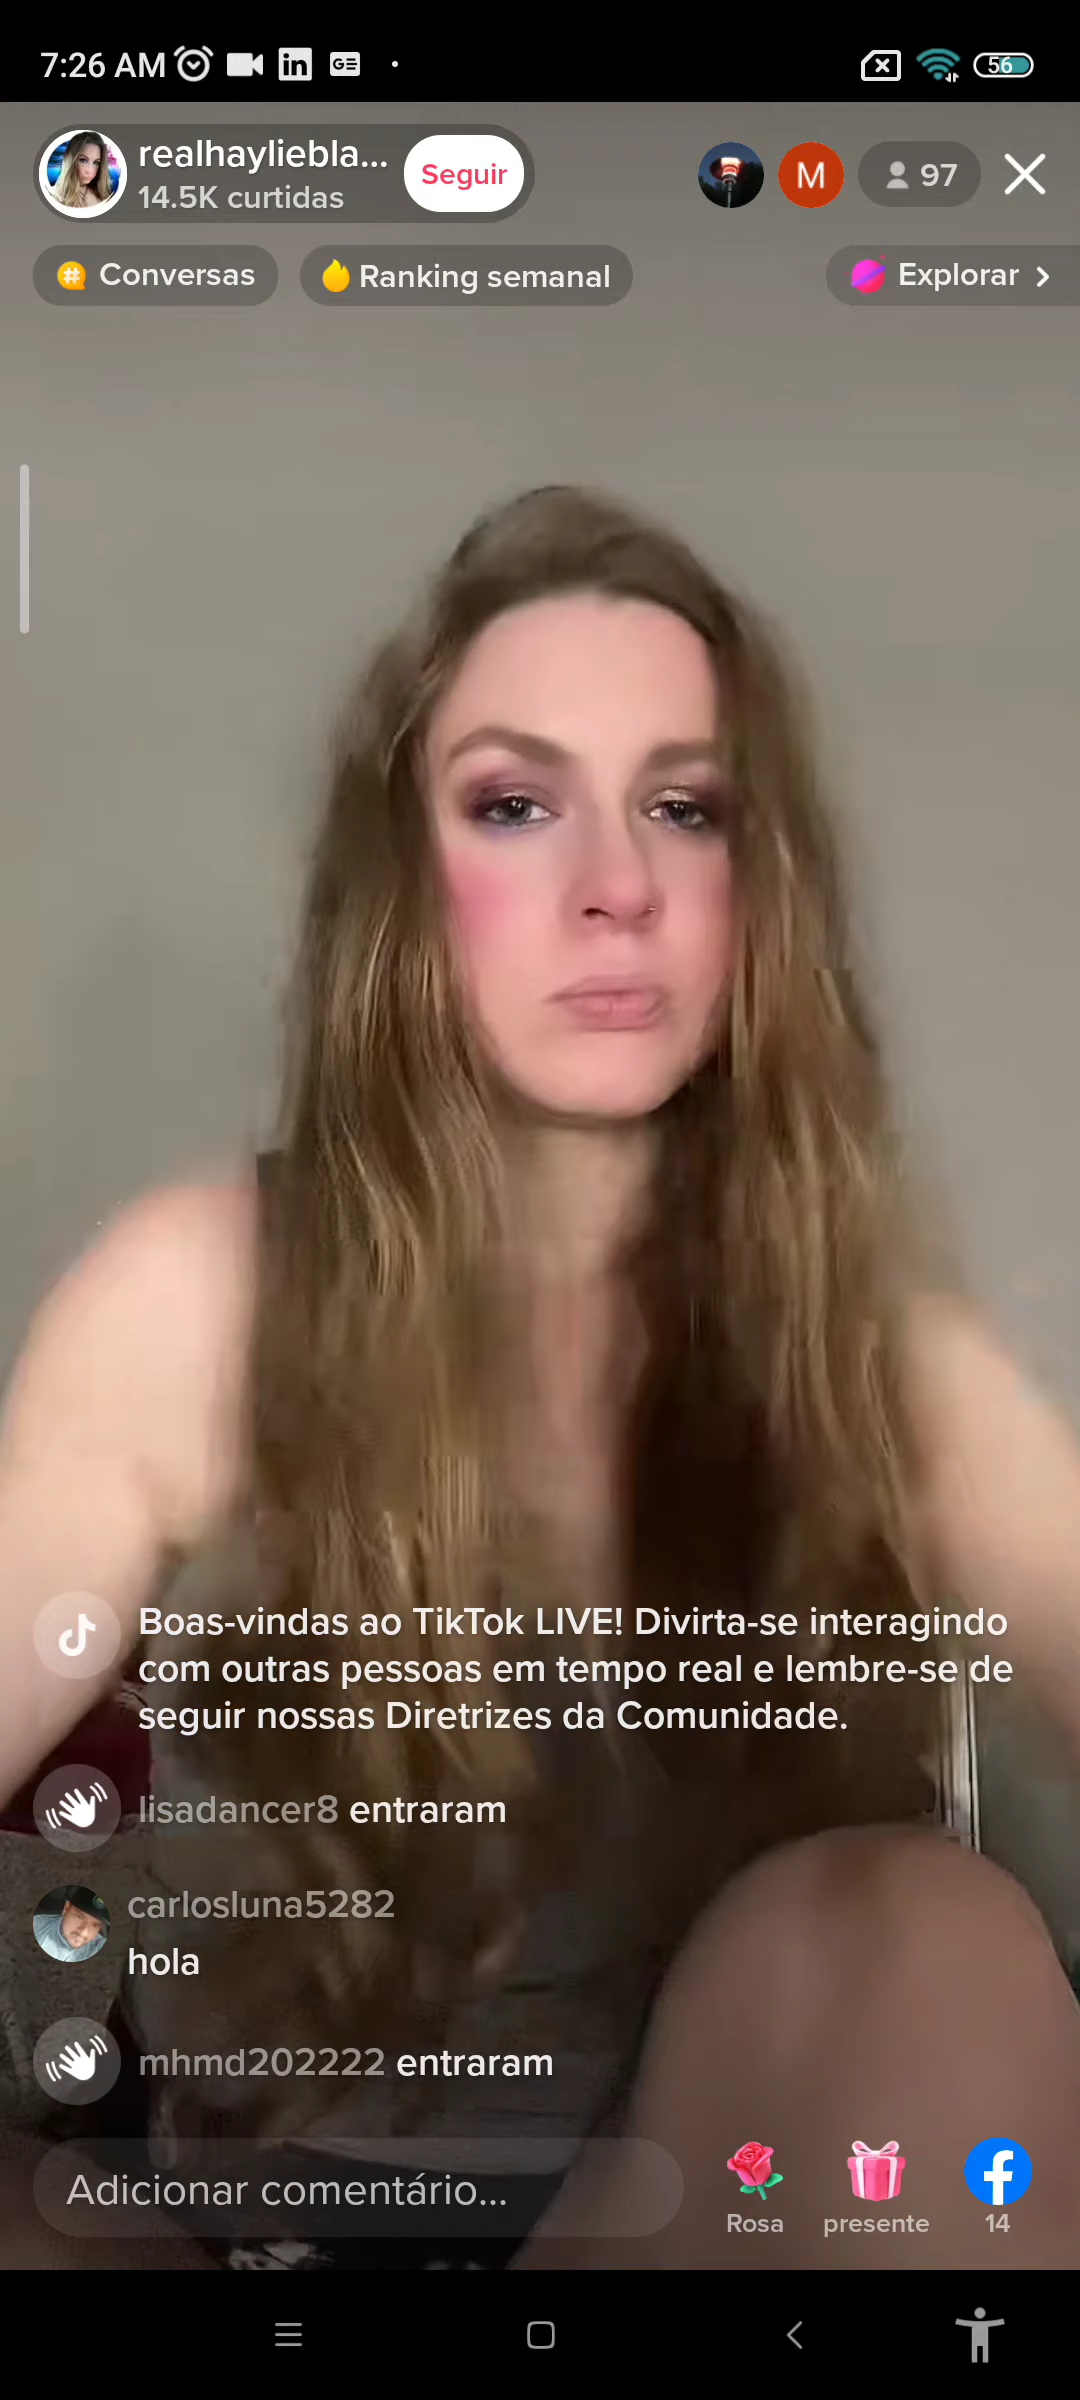 7:26 AM
56
realhayliebla...
14.5K curtidas
Seguir
M
97
Conversas
Ranking semanal
Explorar
Boas-vindas ao TikTok LIVE! Divirta-se interagindo
com outras pessoas em tempo real e lembre-se de
seguir nossas Diretrizes da Comunidade.
lisadancer8 entraram
carlosluna5282
hola
mhmd202222 entraram
Adicionar comentário...
Rosa
presente
14